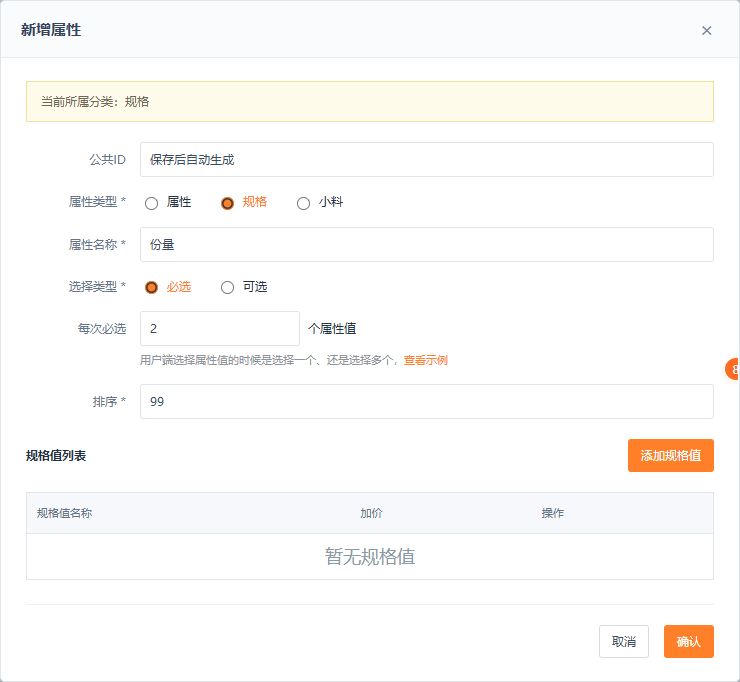 新增属性
×
当前所属分类：规格
公共ID 保存后自动生成
属性类型 * 属性 规格 小料
属性名称 * 份量
选择类型 * 必选 可选
每次必选 2 个属性值
用户端选择属性值的时候是选择一个、还是选择多个，查看示例
8
排序 * 99
规格值列表 添加规格值
规格值名称 加价 操作
暂无规格值
取消 确认